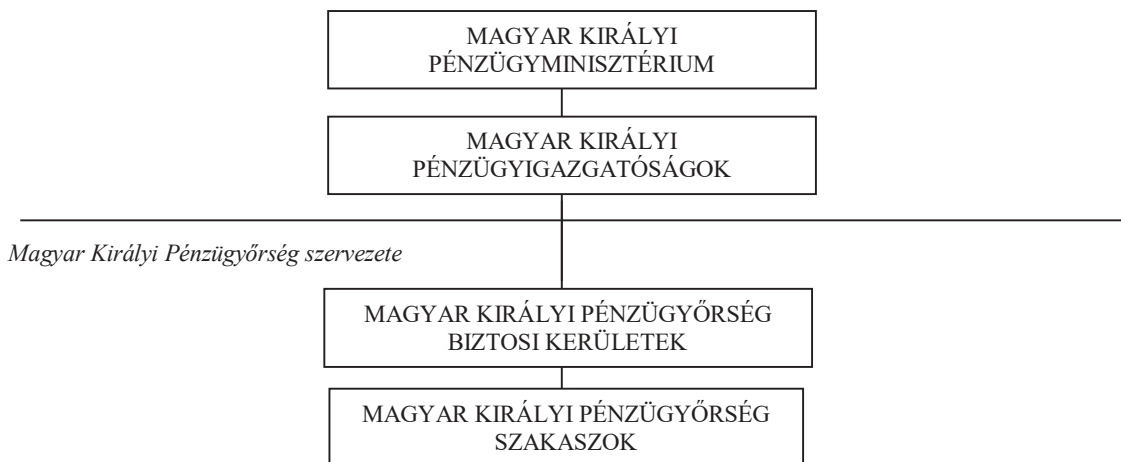 MAGYAR KIRÁLYI
PÉNZÜGYMINISZTÉRIUM
MAGYAR KIRÁLYI
PÉNZÜGYIGAZGATÓSÁGOK
Magyar Királyi Pénzügyőrség szervezete
MAGYAR KIRÁLYI PÉNZÜGYŐRSÉG
BIZTOSI KERÜLETEK
MAGYAR KIRÁLYI PÉNZÜGYŐRSÉG
SZAKASZOK